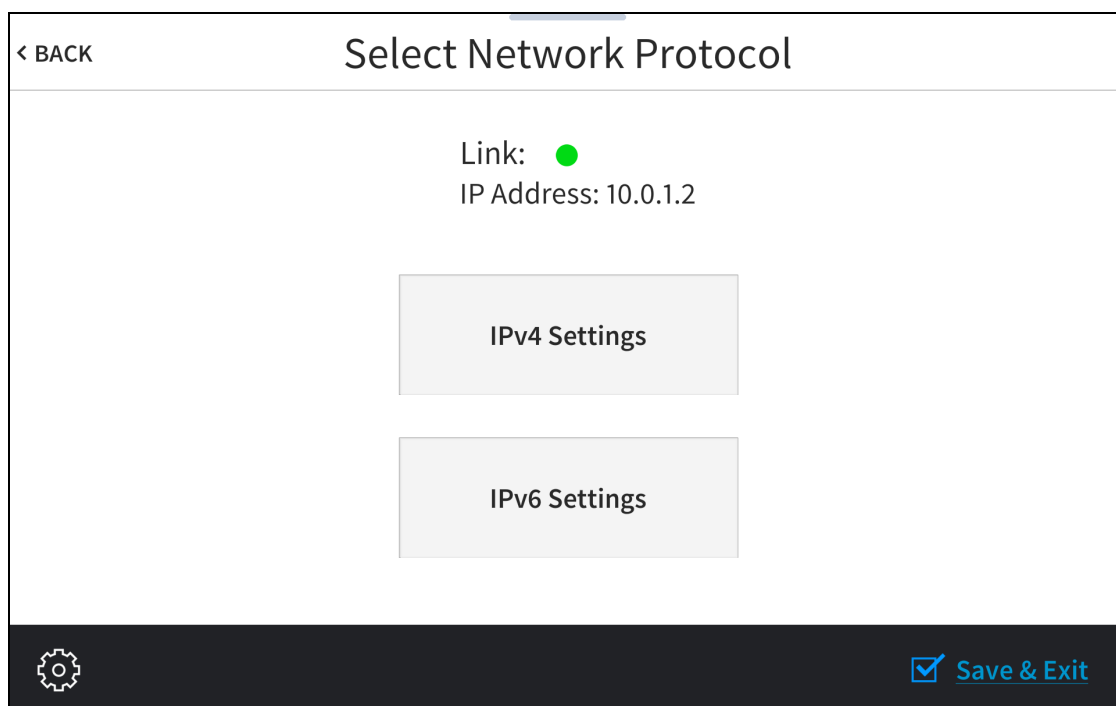 < BACK
Select Network Protocol
Link:
IP Address: 10.0.1.2
IPv4 Settings
IPv6 Settings
Save & Exit